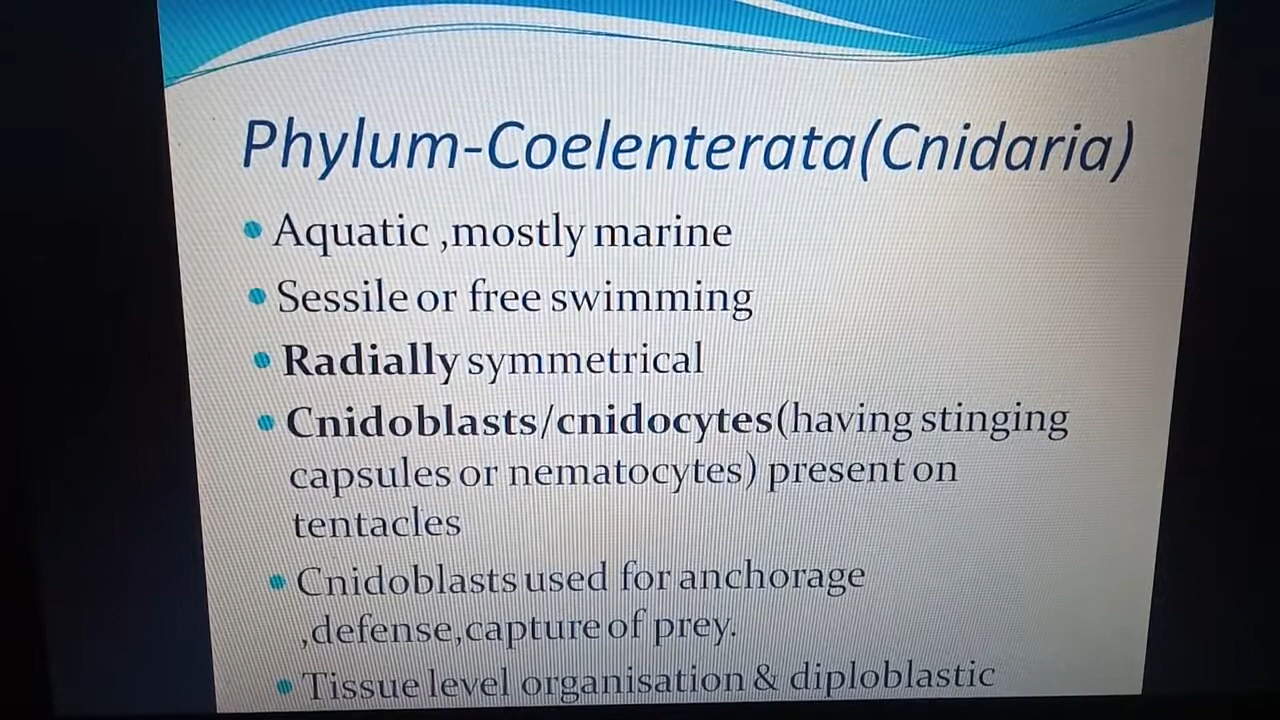 Phylum-Coelenterata(Cnidaria)
• Aquatic ,mostly marine
• Sessile or free swimming
• Radially symmetrical
• Cnidoblasts/cnidocytes(having stinging
capsules or nematocytes) present on
tentacles
• Cnidoblasts used for anchorage
,defense,capture of prey.
• Tissue level organisation & diploblastic